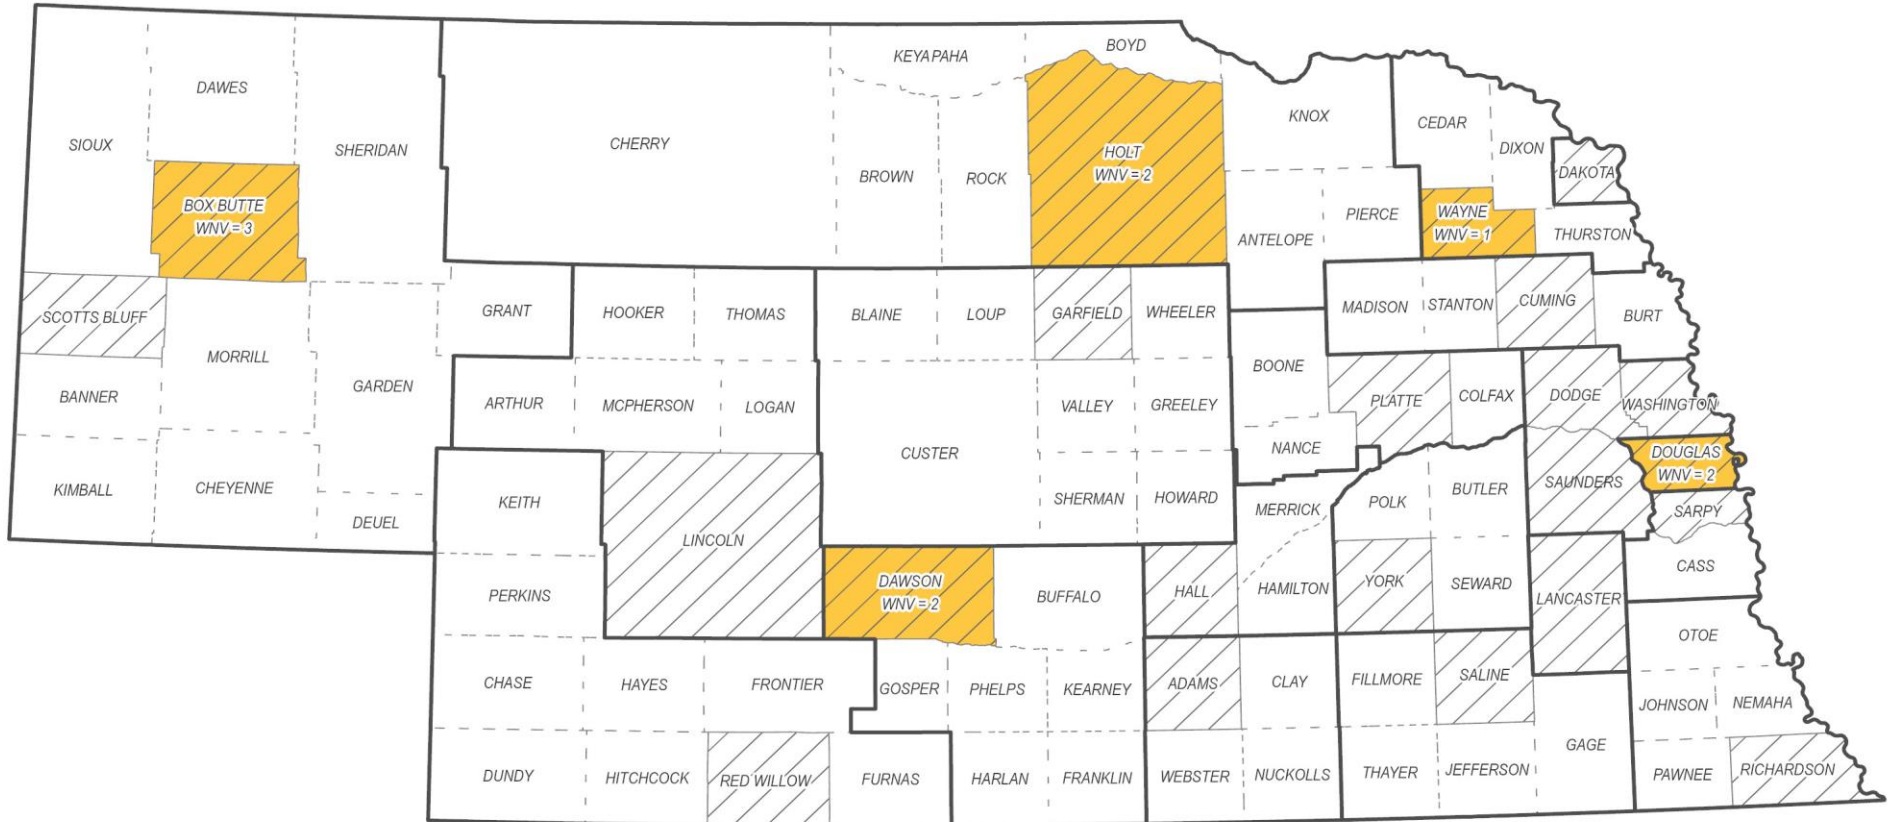 BOYD
KEYAPAHA
DAWES
KNOX
CEDAR
SIOUX
SHERIDAN
CHERRY
HOLT
WNV = 2
DIXON
DAKOTA
BROWN
ROCK
BOX BUTTE
WNV = 3
PIERCE
WAYNE
WNV = 1
ANTELOPE
THURSTON
SCOTTS BLUFF
GRANT
HOOKER
THOMAS
BLAINE
LOUP
GARFIELD
WHEELER
MADISON
STANTON
CUMING
BURT
MORRILL
BANNER
GARDEN
ARTHUR
MCPHERSON
LOGAN
VALLEY
GREELEY
BOONE
PLATTE
COLFAX
DODGE
WASHINGTON
CUSTER
NANCE
DOUGLAS
WNV = 2
KIMBALL
CHEYENNE
DEUEL
KEITH
SHERMAN
HOWARD
MERRICK
POLK
BUTLER
SAUNDERS
SARPY
LINCOLN
CASS
PERKINS
DAWSON
WNV = 2
BUFFALO
HALL
HAMILTON
YORK
SEWARD
LANCASTER
OTOE
CHASE
HAYES
FRONTIER
GOSPER
PHELPS
KEARNEY
ADAMS
CLAY
FILLMORE
SALINE
JOHNSON
NEMAHA
GAGE
DUNDY
HITCHCOCK
RED WILLOW
FURNAS
HARLAN
FRANKLIN
WEBSTER
NUCKOLLS
THAYER
JEFFERSON
PAWNEE
RICHARDSON